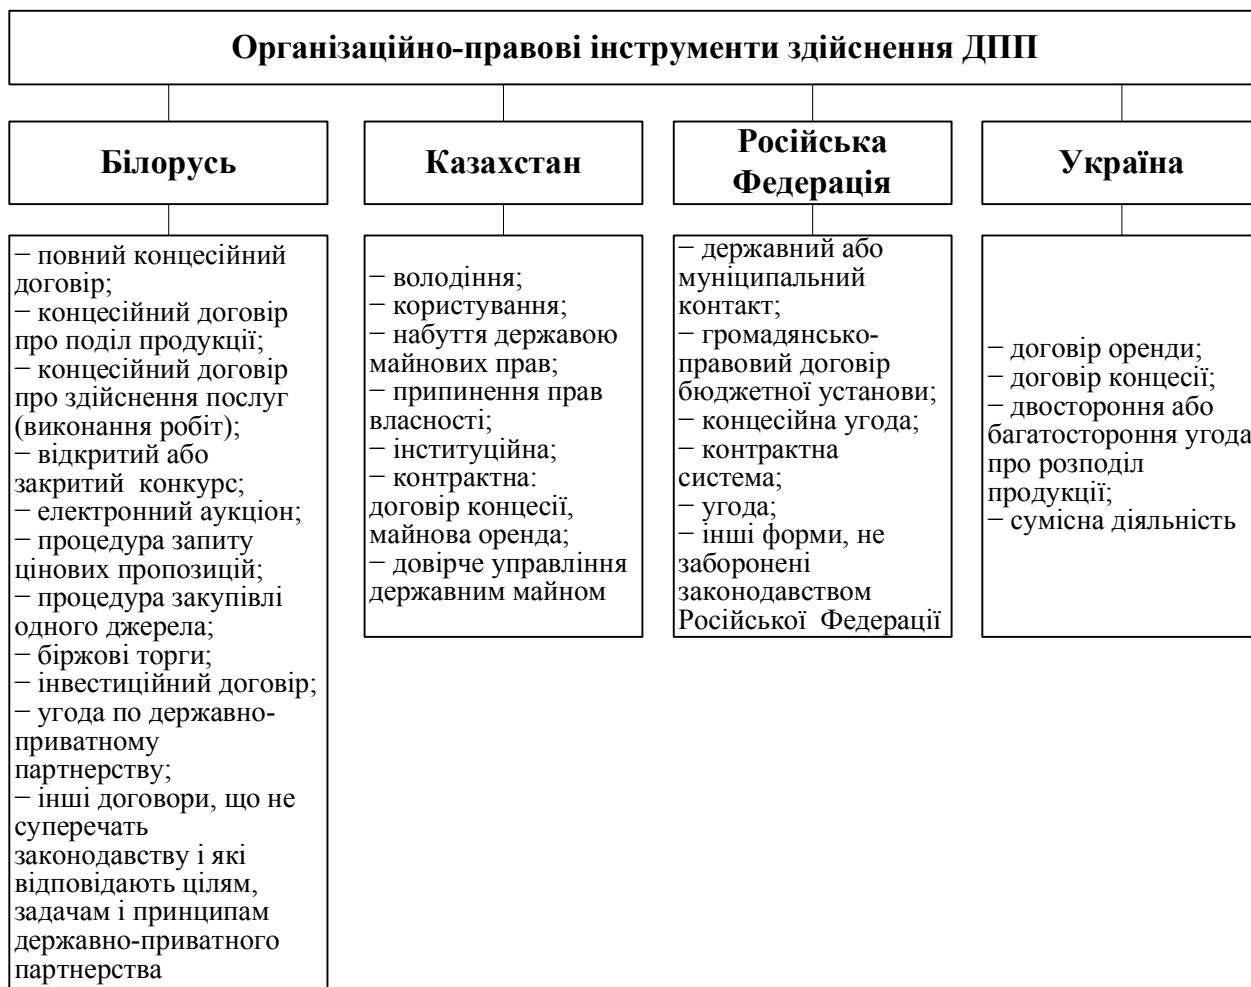 Організаційно-правові інструменти здійснення ДПП
Білорусь
− повний концесійний
договір;
− концесійний договір
про поділ продукції;
− концесійний договір
про здійснення послуг
(виконання робіт);
− відкритий або
закритий конкурс;
− електронний аукціон;
− процедура запиту
цінових пропозицій;
− процедура закупівлі
одного джерела;
− біржові торги;
− інвестиційний договір;
− угода по державно-
приватному
партнерству;
− інші договори, що не
суперечать
законодавству і які
відповідають цілям,
задачам і принципам
державно-приватного
партнерства
Казахстан
− володіння;
− користування;
− набуття державою
майнових прав;
− припинення прав
власності;
− інституційна;
− контрактна:
договір концесії,
майнова оренда;
− довірче управління
державним майном
Російська
Федерація
− державний або
муніципальний
контакт;
− громадянсько-
правовий договір
бюджетної установи;
− концесійна угода;
− контрактна
система;
− угода;
− інші форми, не
заборонені
законодавством
Російської Федерації
Україна
− договір оренди;
− договір концесії;
− двостороння або
багатостороння угода
про розподіл
продукції;
− сумісна діяльність